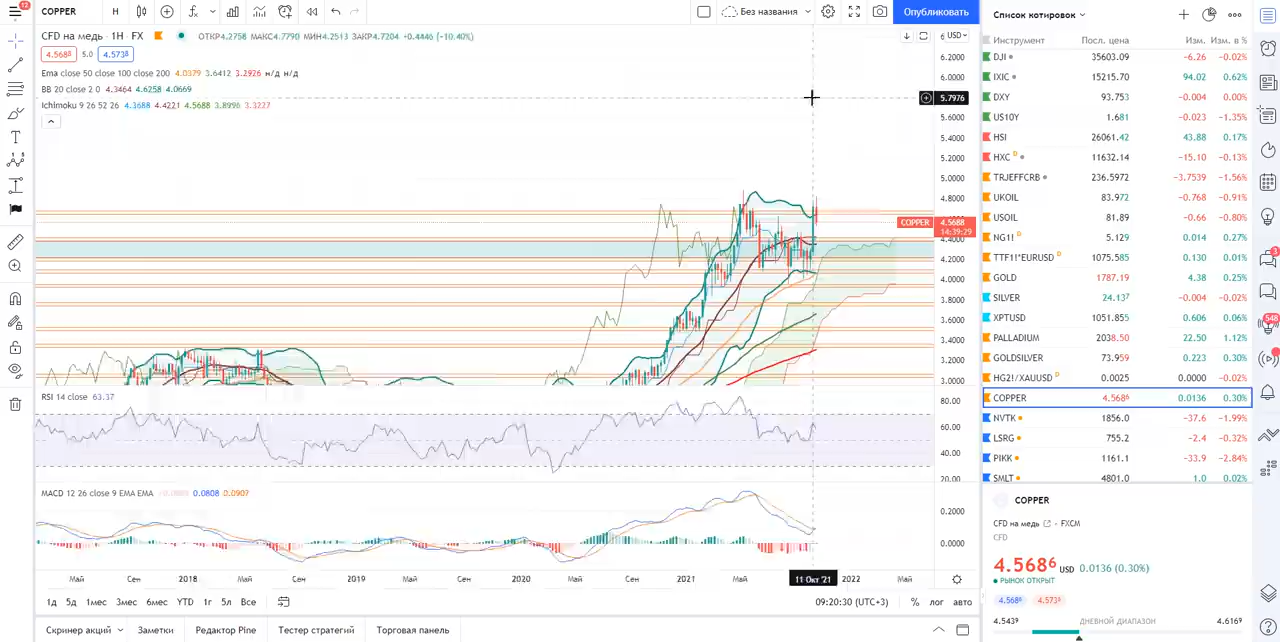 12
COPPER
Н
Без названия
Опубликовать
CFD на медь · 1Н · FX
ОТКР4.2758 МАКС4.7790 МИН4.2513 ЗАКР4.7204 +0.4446 (+10.40%)
4.5688 5.0 4.5738
Ema close 50 close 100 close 200 4.0379 3.6412 3.2926 н/д н/д
BB 20 close 2 0 4.3464 4.6258 4.0669
Ichimoku 9 26 52 26 4.3688 4.4221 4.5688 3.8990 3.3727
USD
6.2000
6.0000
5.7976
5.6000
5.4000
5.2000
5.0000
4.8000
COPPER 4.5688
14:39:29
4.4000
4.2000
4.0000
3.8000
3.6000
3.4000
3.2000
3.0000
RSI 14 close 63.37
80.00
60.00
40.00
20.00
MACD 12 26 close 9 EMA EMA 0.0808 0.0907
0.2000
0.0000
Май Сен 2018 Май Сен 2019 Май Сен 2020 Май Сен 2021 Май 11 Окт '21 2022 Май
1д 5д 1мес 3мес 6мес YTD 1г 5л Все
09:20:30 (UTC+3) % лог авто
Скринер акций Заметки Редактор Pine Тестер стратегий Торговая панель
Список котировок
Инструмент Посл. цена Изм. Изм. в %
DJI 35603.09 −6.26 −0.02%
IXIC 15215.70 94.02 0.62%
DXY 93.753 −0.004 0.00%
US10Y 1.681 −0.023 −1.35%
HSI 26061.42 43.88 0.17%
HXC D 11632.14 −15.10 −0.13%
TRJEFFCRB 236.5972 −3.7539 −1.56%
UKOIL 83.972 −0.768 −0.91%
USOIL 81.89 −0.66 −0.80%
NG1! D 5.129 0.014 0.27%
TTF1!*EURUSD D 1075.585 0.130 0.01%
GOLD 1787.19 4.38 0.25%
SILVER 24.137 −0.004 −0.02%
XPTUSD 1051.855 0.606 0.06%
PALLADIUM 2038.50 22.50 1.12%
GOLDSILVER 73.959 0.223 0.30%
HG2!/XAUUSD D 0.0025 0.0000 −0.02%
COPPER 4.5686 0.0136 0.30%
NVTK 1856.0 −37.6 −1.99%
LSRG 755.2 −2.4 −0.32%
PIKK 1161.1 −33.9 −2.84%
SMLT 4801.0 1.0 0.02%
COPPER
CFD на медь · FXCM
CFD
4.5686 USD 0.0136 (0.30%)
РЫНОК ОТКРЫТ
4.5688 4.5738
4.5439 ДНЕВНОЙ ДИАПАЗОН 4.6169
3
548